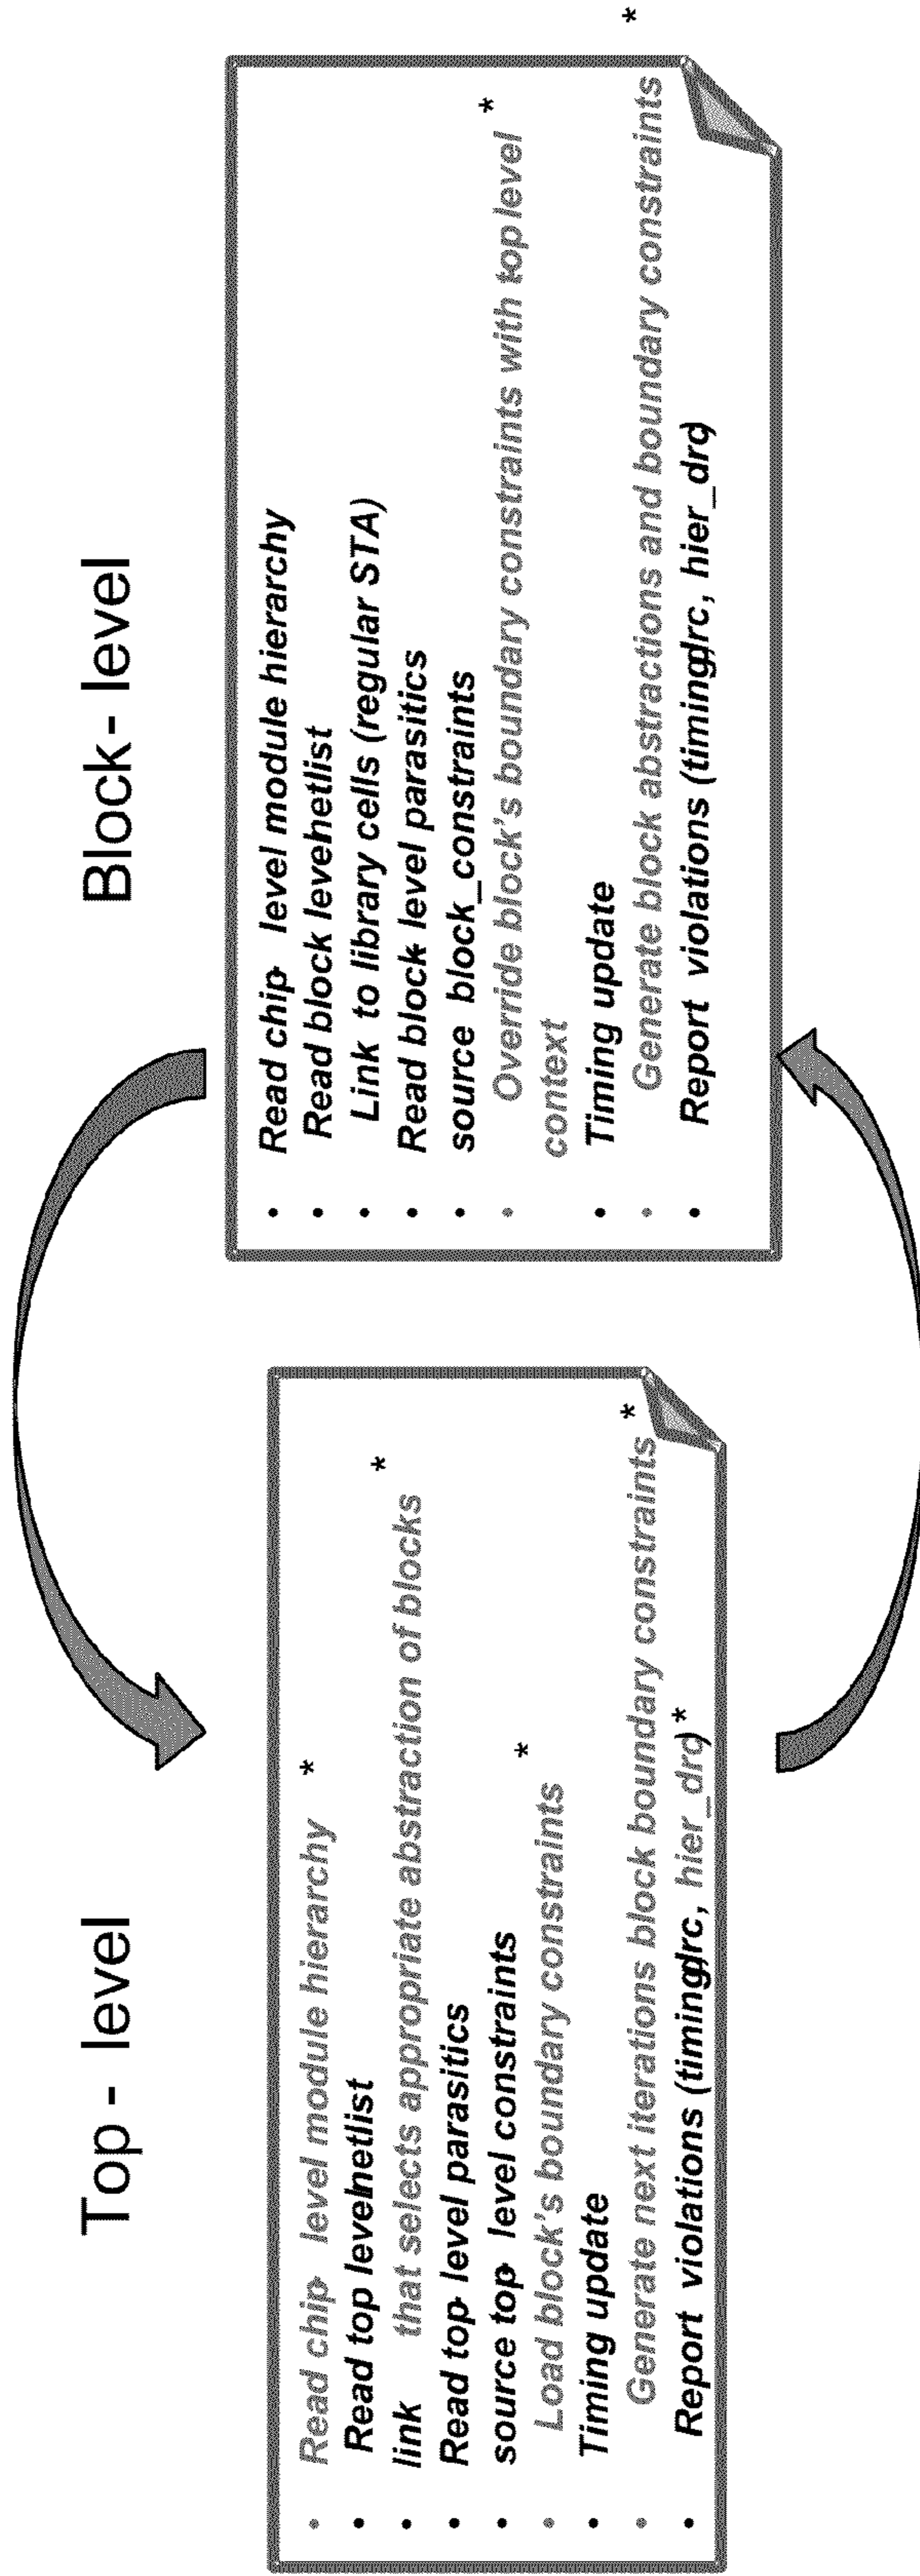 Top - level
• Read chip- level module hierarchy *
• Read top level netlist
• link that selects appropriate abstraction of blocks *
• Read top- level parasitics
• source top- level constraints
• Load block's boundary constraints *
• Timing update
• Generate next iterations block boundary constraints *
• Report violations (timing, drc, hier_drc) *
Block- level
• Read chip- level module hierarchy
• Read block level netlist
• Link to library cells (regular STA)
• Read block- level parasitics
• source block_constraints
• Override block's boundary constraints with top level *
context
• Timing update
• Generate block abstractions and boundary constraints *
• Report violations (timing, drc, hier_drc)